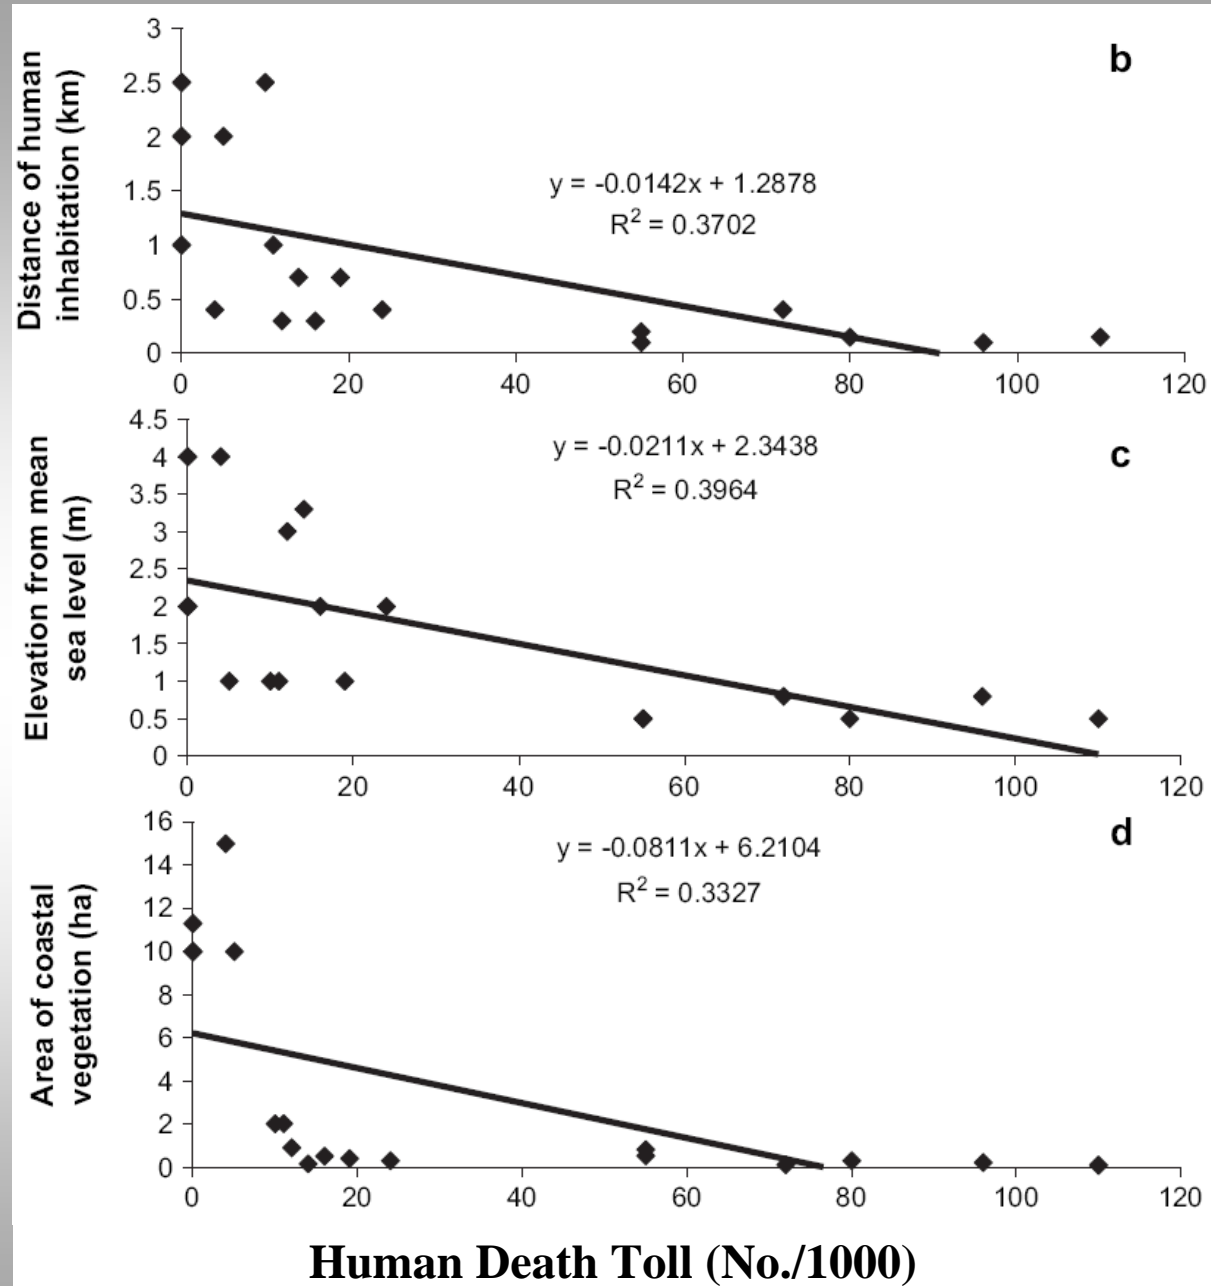 b
Distance of human
inhabitation (km)
3
2.5
2
1.5
1
0.5
0
y = -0.0142x + 1.2878
R² = 0.3702
0 20 40 60 80 100 120
c
Elevation from mean
sea level (m)
4.5
4
3.5
3
2.5
2
1.5
1
0.5
0
y = -0.0211x + 2.3438
R² = 0.3964
0 20 40 60 80 100 120
d
Area of coastal
vegetation (ha)
16
14
12
10
8
6
4
2
0
y = -0.0811x + 6.2104
R² = 0.3327
0 20 40 60 80 100 120
Human Death Toll (No./1000)